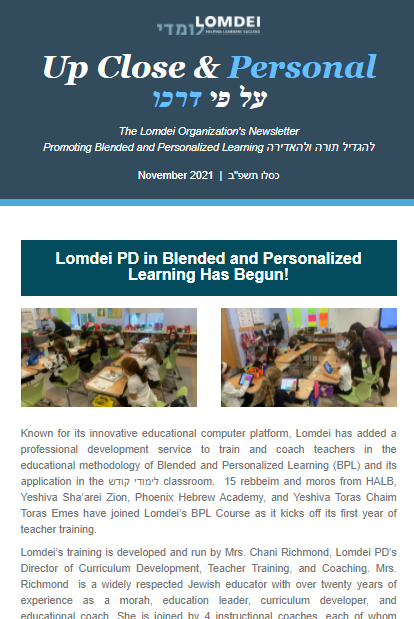 לומדי LOMDEI
HELPING LEARNING SUCCEED
Up Close & Personal
על פי דרכו
The Lomdei Organization's Newsletter
Promoting Blended and Personalized Learning להגדיל תורה ולהאדירה
November 2021 | כסלו תשפ"ב
Lomdei PD in Blended and Personalized
Learning Has Begun!
Known for its innovative educational computer platform, Lomdei has added a
professional development service to train and coach teachers in the
educational methodology of Blended and Personalized Learning (BPL) and its
application in the לימודי קודש classroom. 15 rebbeim and moros from HALB,
Yeshiva Sha'arei Zion, Phoenix Hebrew Academy, and Yeshiva Toras Chaim
Toras Emes have joined Lomdei's BPL Course as it kicks off its first year of
teacher training.
Lomdei's training is developed and run by Mrs. Chani Richmond, Lomdei PD's
Director of Curriculum Development, Teacher Training, and Coaching. Mrs.
Richmond is a widely respected Jewish educator with over twenty years of
experience as a morah, education leader, curriculum developer, and
educational coach. She is joined by 4 instructional coaches, each of whom